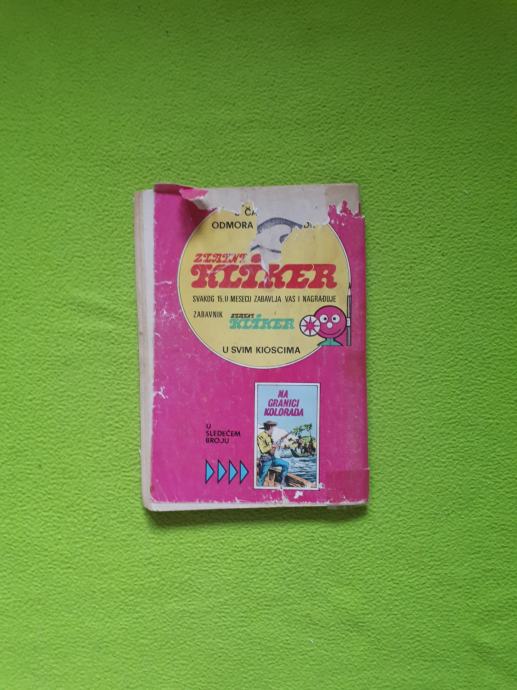 ODMORA
ZLATNI
KLIKER
SVAKOG 15. U MESECU ZABAVLJA VAS I NAGRAĐUJE
ZABAVNIK ZLATNI KLIKER
U SVIM KIOSCIMA
NA
GRANICI
KOLORADA
U
SLEDEĆEM
BROJU